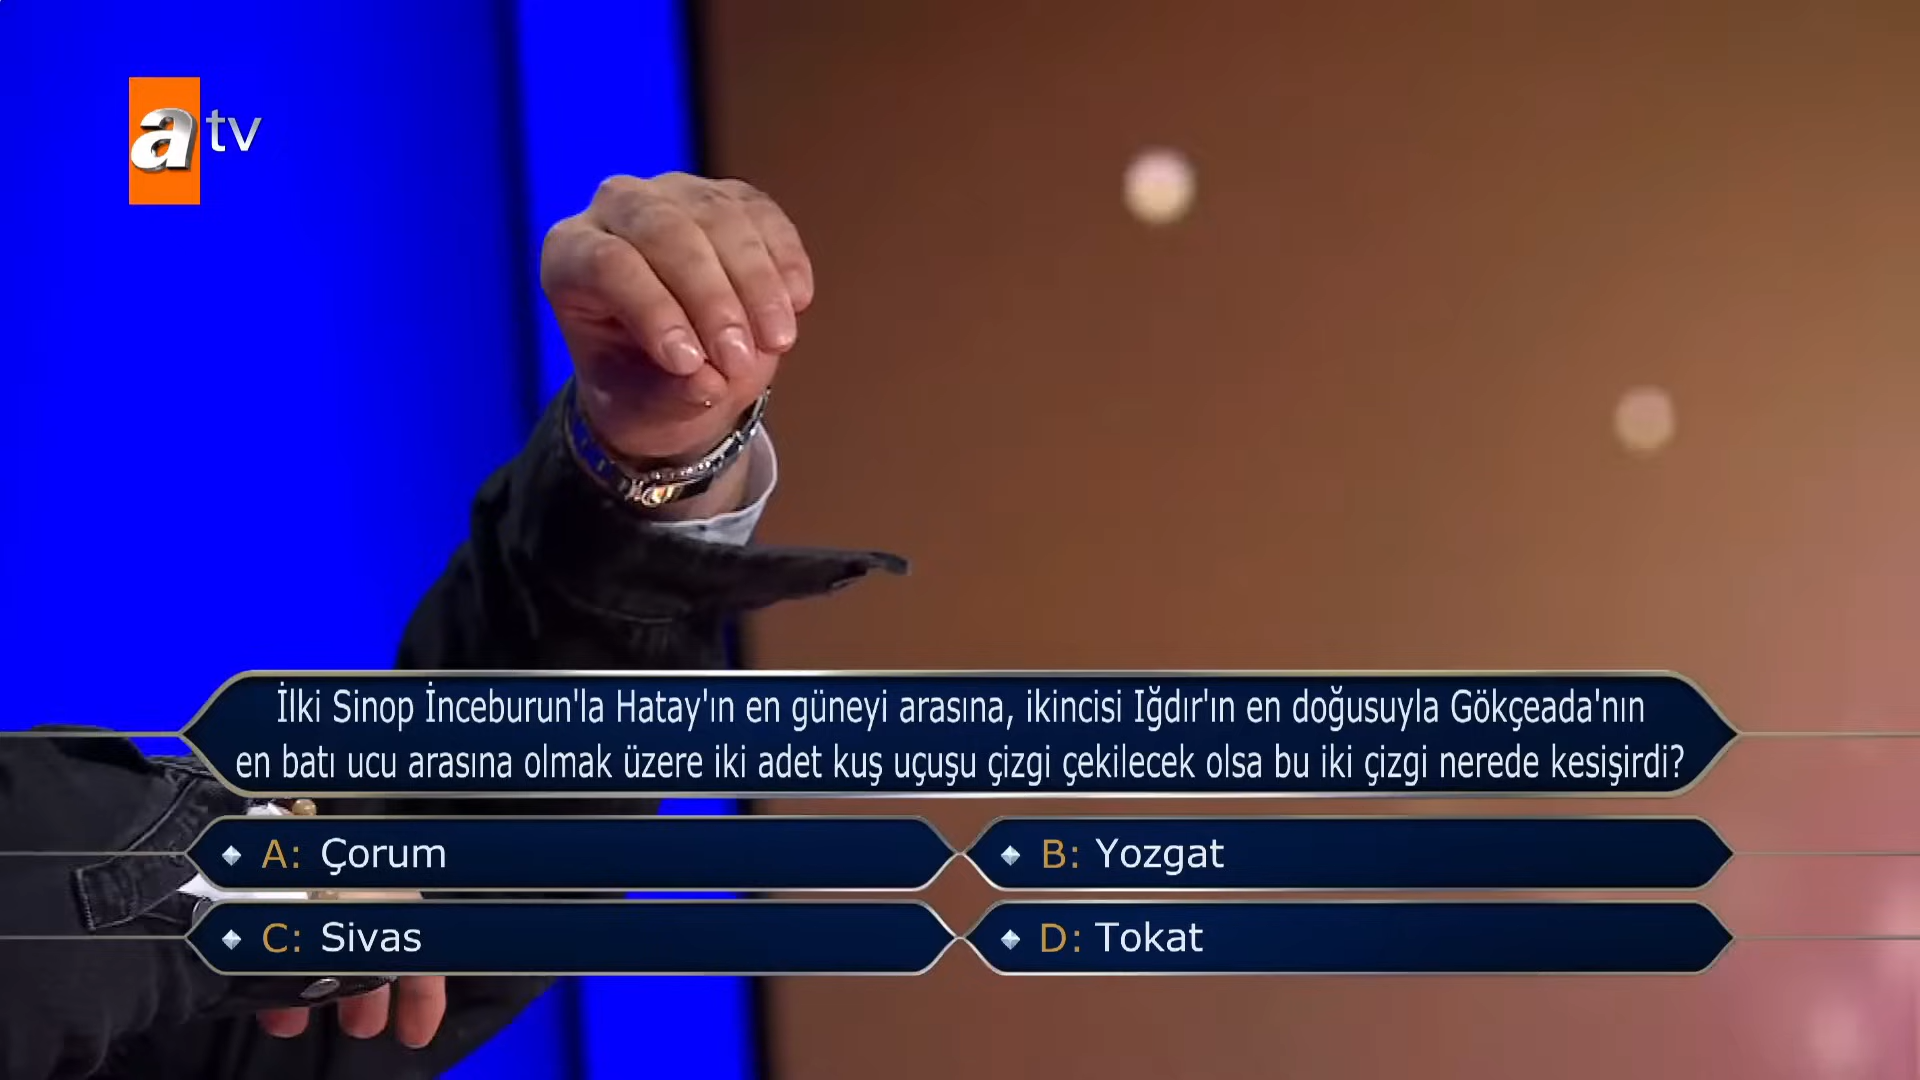 a tv
İlki Sinop İnceburun'la Hatay'ın en güneyi arasına, ikincisi Iğdır'ın en doğusuyla Gökçeada'nın
en batı ucu arasına olmak üzere iki adet kuş uçuşu çizgi çekilecek olsa bu iki çizgi nerede kesişirdi?
A: Çorum
B: Yozgat
C: Sivas
D: Tokat